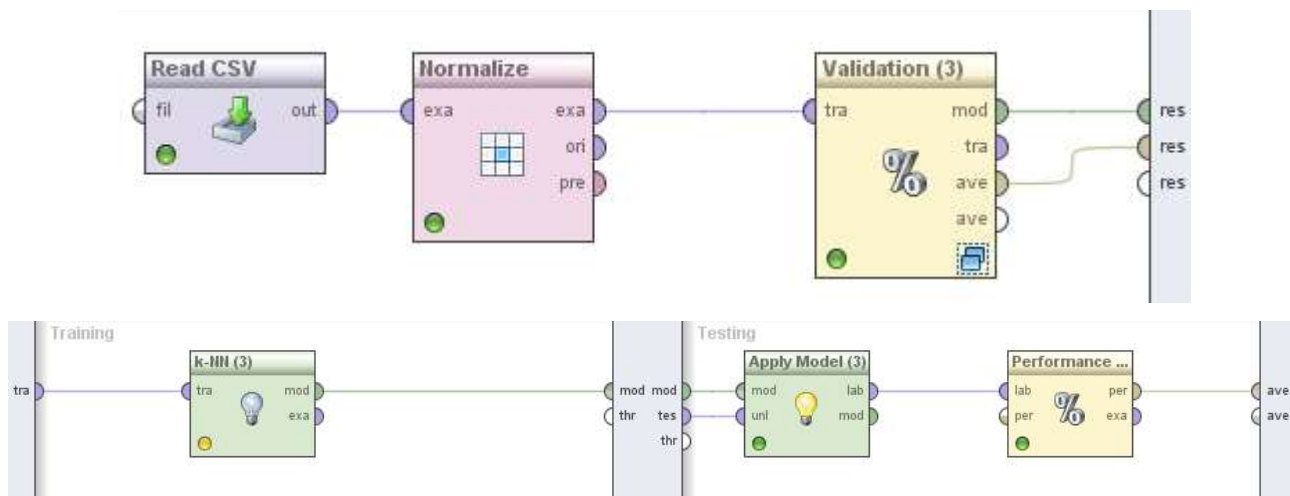 Read CSV
fil
out
Normalize
exa
exa
ori
pre
Validation (3)
tra
mod
tra
ave
ave
res
res
res
Training
tra
k-NN (3)
tra
mod
exa
mod
thr
Testing
mod
tes
thr
Apply Model (3)
mod
lab
unl
mod
Performance ...
lab
per
per
exa
%
ave
ave